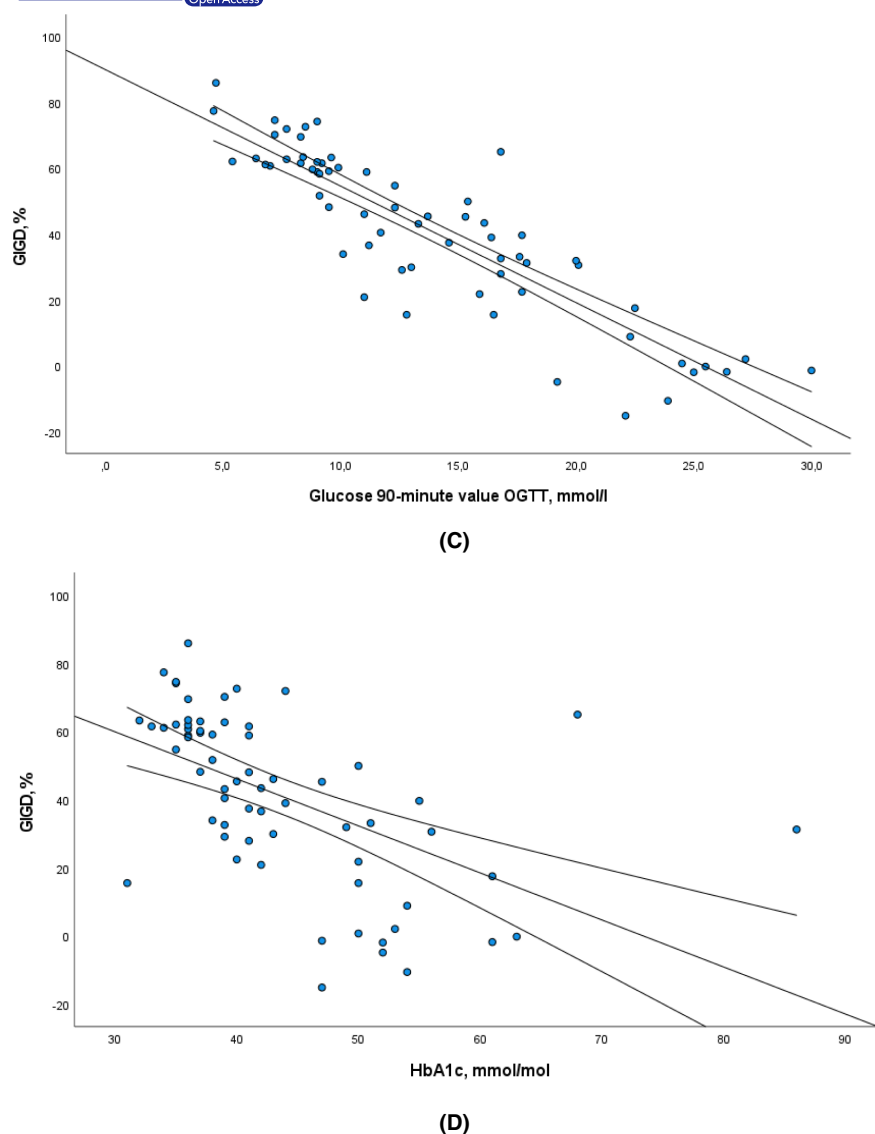 Open Access
100
80
60
40
20
0
-20
GIGD, %
,0 5,0 10,0 15,0 20,0 25,0 30,0
Glucose 90-minute value OGTT, mmol/l
(C)
100
80
60
40
20
0
-20
GIGD, %
30 40 50 60 70 80 90
HbA1c, mmol/mol
(D)